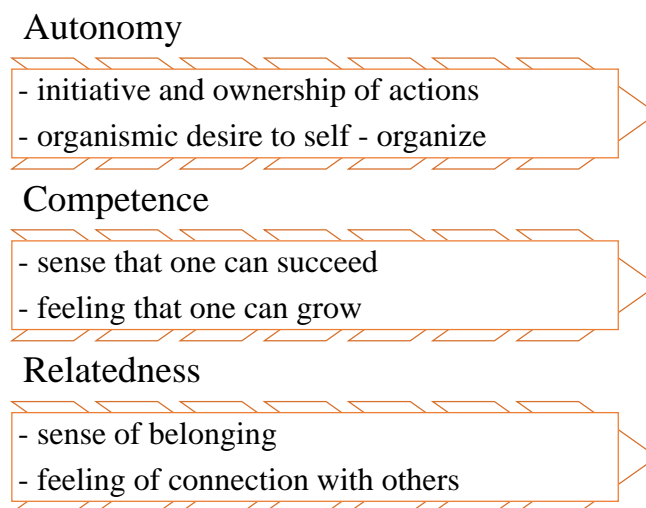 Autonomy
- initiative and ownership of actions
- organismic desire to self - organize
Competence
- sense that one can succeed
- feeling that one can grow
Relatedness
- sense of belonging
- feeling of connection with others